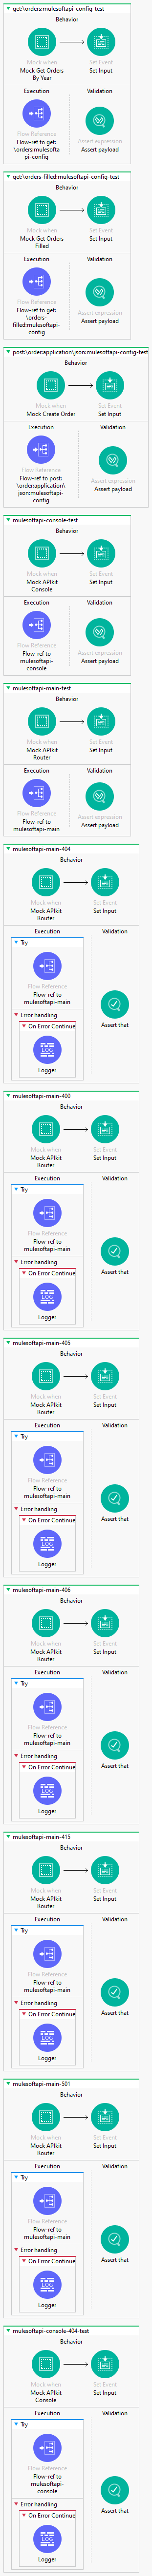 get:\orders:mulesoftapi-config-test
Behavior
Mock when
Mock Get Orders
By Year
Set Event
Set Input
Execution
Validation
Flow Reference
Flow-ref to get:
\orders:mulesofta
pi-config
Assert expression
Assert payload
get:\orders-filled:mulesoftapi-config-test
Behavior
Mock when
Mock Get Orders
Filled
Set Event
Set Input
Execution
Validation
Flow Reference
Flow-ref to get:
\orders-
filled:mulesoftapi-
config
Assert expression
Assert payload
post:\order:application\json:mulesoftapi-config-test
Behavior
Mock when
Mock Create Order
Set Event
Set Input
Execution
Validation
Flow Reference
Flow-ref to post:
\order:application\
json:mulesoftapi-
config
Assert expression
Assert payload
mulesoftapi-console-test
Behavior
Mock when
Mock APIkit
Console
Set Event
Set Input
Execution
Validation
Flow Reference
Flow-ref to
mulesoftapi-
console
Assert expression
Assert payload
mulesoftapi-main-test
Behavior
Mock when
Mock APIkit
Router
Set Event
Set Input
Execution
Validation
Flow Reference
Flow-ref to
mulesoftapi-main
Assert expression
Assert payload
mulesoftapi-main-404
Behavior
Mock when
Mock APIkit
Router
Set Event
Set Input
Execution
Validation
Try
Flow Reference
Flow-ref to
mulesoftapi-main
Error handling
On Error Continue
LOG
Logger
Assert that
mulesoftapi-main-400
Behavior
Mock when
Mock APIkit
Router
Set Event
Set Input
Execution
Validation
Try
Flow Reference
Flow-ref to
mulesoftapi-main
Error handling
On Error Continue
LOG
Logger
Assert that
mulesoftapi-main-405
Behavior
Mock when
Mock APIkit
Router
Set Event
Set Input
Execution
Validation
Try
Flow Reference
Flow-ref to
mulesoftapi-main
Error handling
On Error Continue
LOG
Logger
Assert that
mulesoftapi-main-406
Behavior
Mock when
Mock APIkit
Router
Set Event
Set Input
Execution
Validation
Try
Flow Reference
Flow-ref to
mulesoftapi-main
Error handling
On Error Continue
LOG
Logger
Assert that
mulesoftapi-main-415
Behavior
Mock when
Mock APIkit
Router
Set Event
Set Input
Execution
Validation
Try
Flow Reference
Flow-ref to
mulesoftapi-main
Error handling
On Error Continue
LOG
Logger
Assert that
mulesoftapi-main-501
Behavior
Mock when
Mock APIkit
Router
Set Event
Set Input
Execution
Validation
Try
Flow Reference
Flow-ref to
mulesoftapi-main
Error handling
On Error Continue
LOG
Logger
Assert that
mulesoftapi-console-404-test
Behavior
Mock when
Mock APIkit
Console
Set Event
Set Input
Execution
Validation
Try
Flow Reference
Flow-ref to
mulesoftapi-
console
Error handling
On Error Continue
LOG
Logger
Assert that